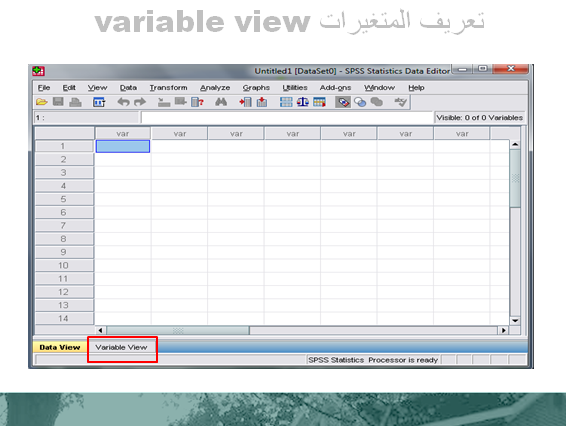 تعريف المتغيرات variable view
Untitled1 [DataSet0] - SPSS Statistics Data Editor
File Edit View Data Transform Analyze Graphs Utilities Add-ons Window Help
1 : Visible: 0 of 0 Variables
var var var var var var var
1
2
3
4
5
6
7
8
9
10
11
12
13
14
Data View Variable View
SPSS Statistics Processor is ready